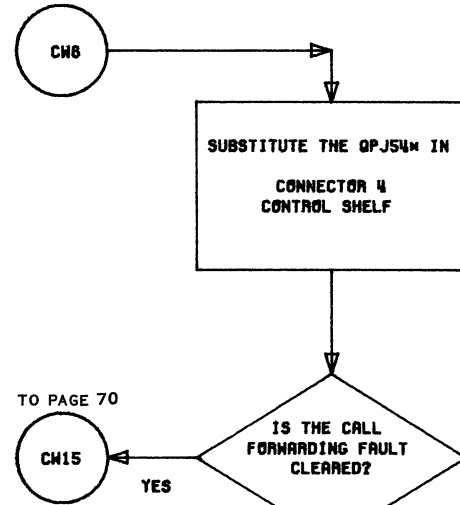 CW6
SUBSTITUTE THE QPJ54* IN
CONNECTOR 4
CONTROL SHELF
TO PAGE 70
IS THE CALL
FORWARDING FAULT
CLEARED?
CW15
YES